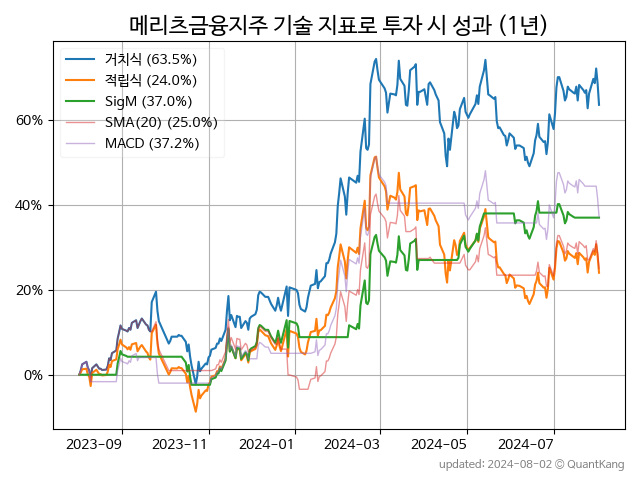 메리츠금융지주 기술 지표로 투자 시 성과 (1년)
거치식 (63.5%)
적립식 (24.0%)
SigM (37.0%)
SMA(20) (25.0%)
MACD (37.2%)
60%
40%
20%
0%
2023-09 2023-11 2024-01 2024-03 2024-05 2024-07
updated: 2024-08-02 © QuantKang